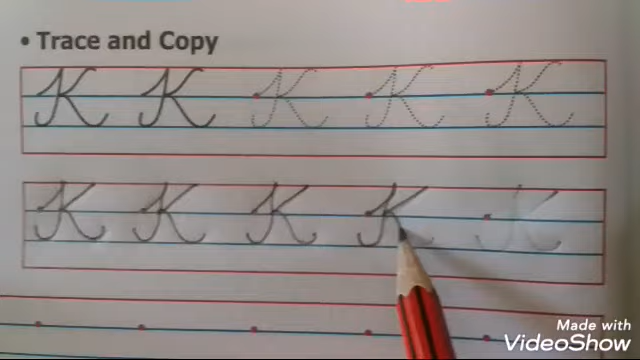 • Trace and Copy
K K K K K
K K K K K
Made with
VideoShow